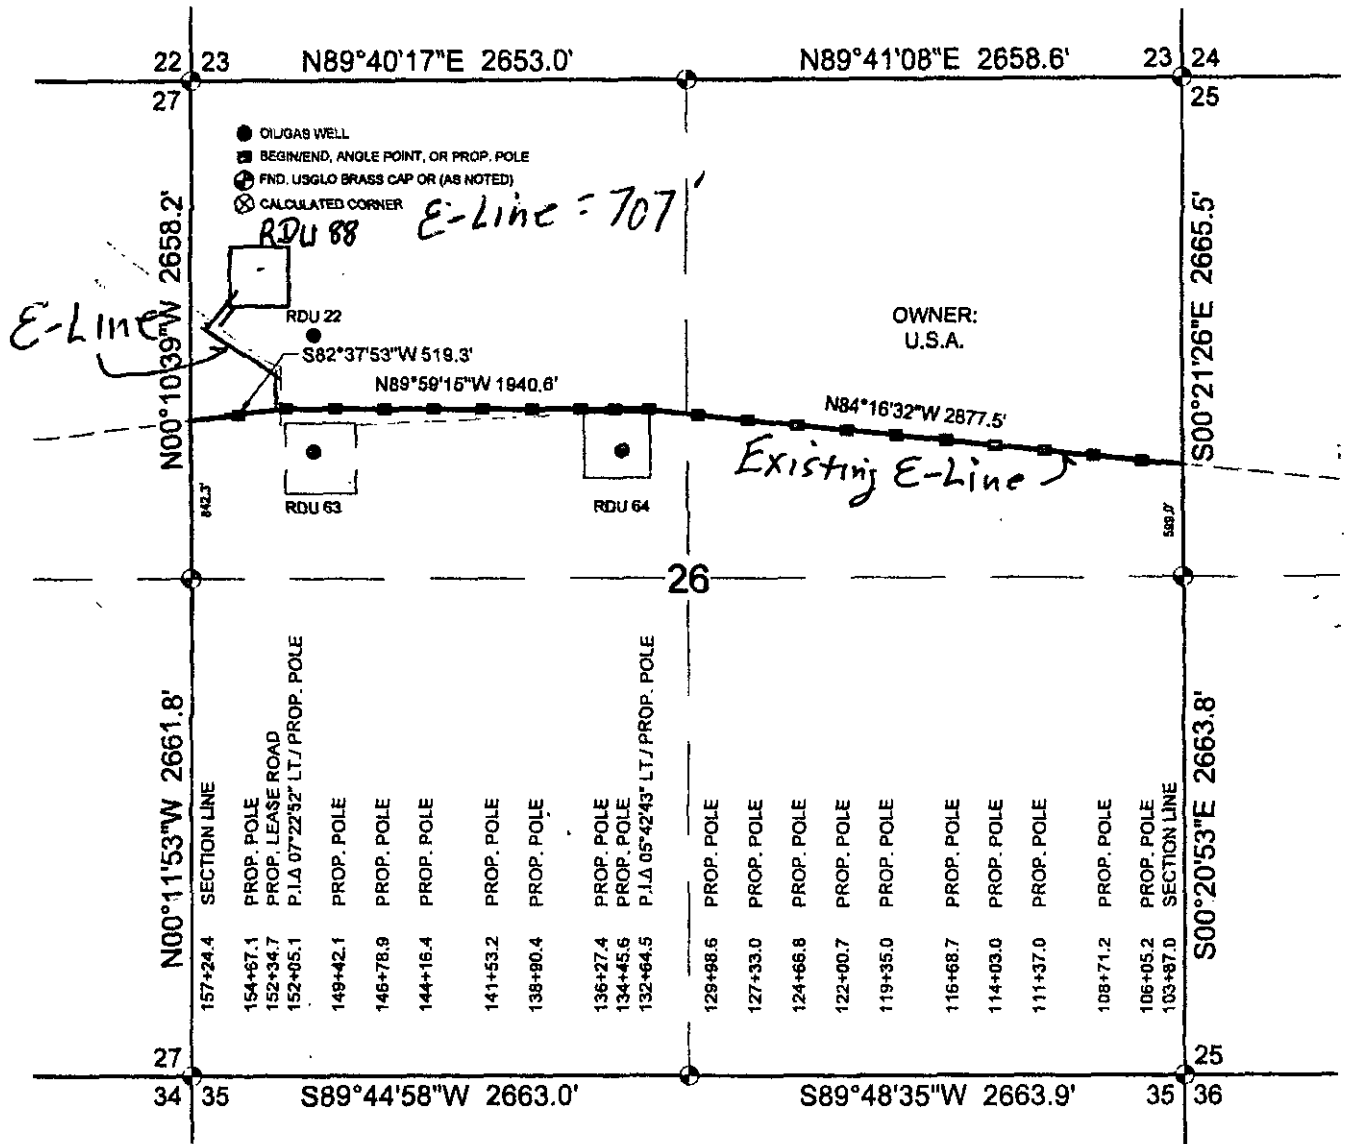 22 23 N89°40'17"E 2653.0' N89°41'08"E 2658.6' 23 24
27 25
OIL/GAS WELL
BEGIN/END, ANGLE POINT, OR PROP. POLE
FND. USGLO BRASS CAP OR (AS NOTED)
CALCULATED CORNER
E-Line = 707'
RDU 88
N00°10'39"W 2658.2'
S00°21'26"E 2665.5'
E-Line
RDU 22
OWNER:
U.S.A.
S82°37'53"W 519.3'
N89°59'15"W 1940.6'
N84°16'32"W 2877.5'
Existing E-Line
RDU 63
RDU 64
842.3'
599.0'
26
N00°11'53"W 2661.8'
157+24.4 SECTION LINE
154+67.1 PROP. POLE
152+34.7 PROP. LEASE ROAD
152+05.1 P.I.Δ 07°22'52" LT./ PROP. POLE
149+42.1 PROP. POLE
146+78.9 PROP. POLE
144+16.4 PROP. POLE
141+53.2 PROP. POLE
138+90.4 PROP. POLE
136+27.4 PROP. POLE
134+45.6 PROP. POLE
132+64.5 P.I.Δ 05°42'43" LT./ PROP. POLE
129+98.6 PROP. POLE
127+33.0 PROP. POLE
124+66.8 PROP. POLE
122+00.7 PROP. POLE
119+35.0 PROP. POLE
116+68.7 PROP. POLE
114+03.0 PROP. POLE
111+37.0 PROP. POLE
108+71.2 PROP. POLE
106+05.2 PROP. POLE
103+87.0 SECTION LINE
S00°20'53"E 2663.8'
27 25
34 35 S89°44'58"W 2663.0' S89°48'35"W 2663.9' 35 36